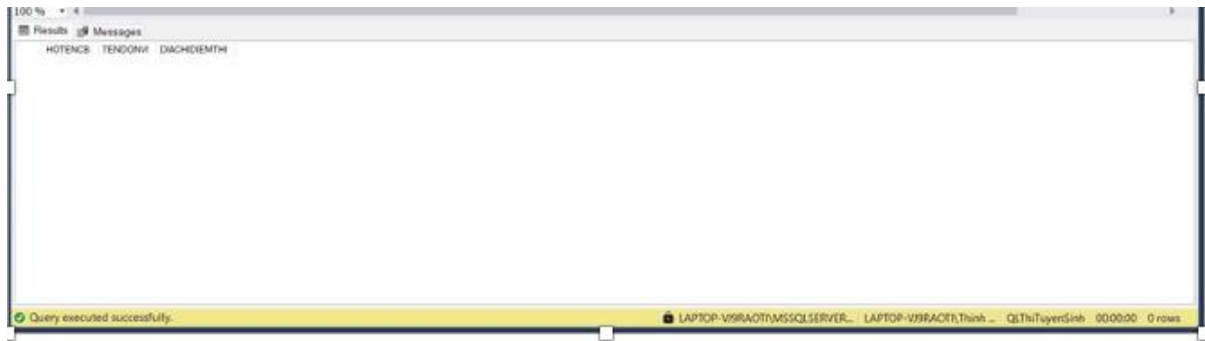 100 %
Results Messages
HOTENCB TENDONVI DIACHIDIEMTHI
Query executed successfully. LAPTOP-VJ9RAOTI\MSSQLSERVER... LAPTOP-VJ9RAOTI\Thinh ... QLThiTuyenSinh 00:00:00 0 rows